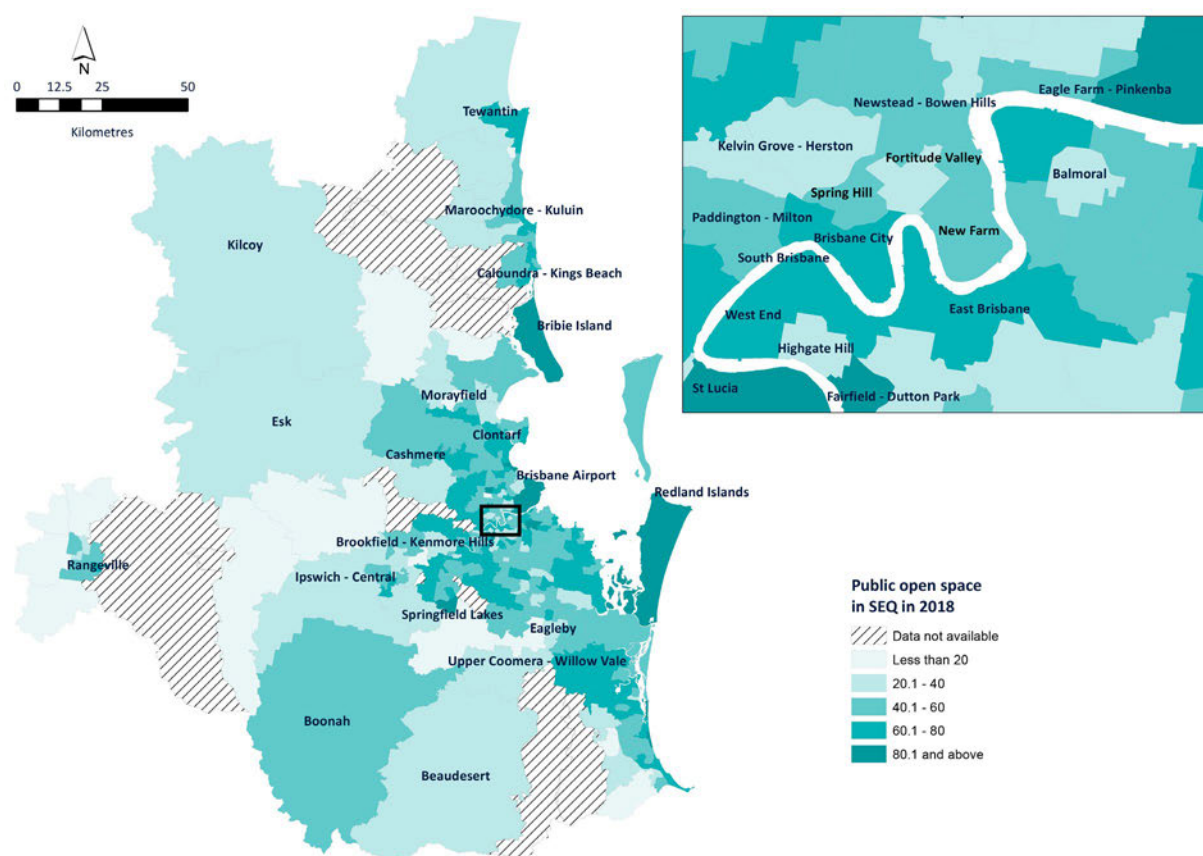 N
0 12.5 25 50
Kilometres
Tewantin
Maroochydore - Kuluin
Kilcoy
Caloundra - Kings Beach
Bribie Island
Morayfield
Esk
Clontarf
Cashmere
Brisbane Airport
Redland Islands
Brookfield - Kenmore Hills
Rangeville
Ipswich - Central
Springfield Lakes
Eagleby
Upper Coomera - Willow Vale
Boonah
Beaudesert
Eagle Farm - Pinkenba
Newstead - Bowen Hills
Kelvin Grove - Herston
Fortitude Valley
Balmoral
Spring Hill
Paddington - Milton
Brisbane City
New Farm
South Brisbane
West End
East Brisbane
Highgate Hill
St Lucia
Fairfield - Dutton Park
Public open space
in SEQ in 2018
Data not available
Less than 20
20.1 - 40
40.1 - 60
60.1 - 80
80.1 and above